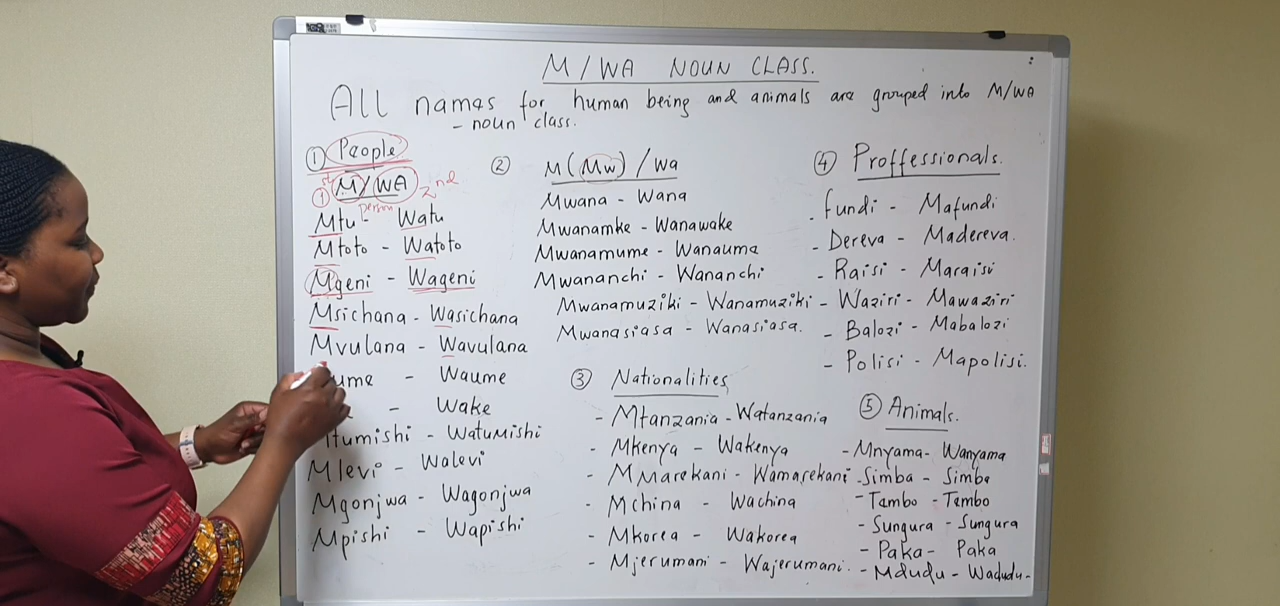 M/WA NOUN CLASS.
All names for human being and animals are grouped into M/WA
- noun class.
① People
1st M/WA 2nd
person
Mtu - Watu
Mtoto - Watoto
Mgeni - Wageni
Msichana - Wasichana
Mvulana - Wavulana
ume - Waume
- Wake
tumishi - Watumishi
Mlevi - Walevi
Mgonjwa - Wagonjwa
Mpishi - Wapishi
② M(Mw)/wa
Mwana - Wana
Mwanamke - Wanawake
Mwanamume - Wanauma
Mwananchi - Wananchi
Mwanamuziki - Wanamuziki
Mwanasiasa - Wanasiasa.
③ Nationalities
- Mtanzania - Watanzania
- Mkenya - Wakenya
- MMarekani - Wamarekani
- Mchina - Wachina
- Mkorea - Wakorea
- Mjerumani - Wajerumani.
④ Proffessionals.
- fundi - Mafundi
- Dereva - Madereva.
- Raisi - Maraisi
- Waziri - Mawaziri
- Balozi - Mabalozi
- Polisi - Mapolisi.
⑤ Animals.
- Mnyama - Wanyama
- Simba - Simba
- Tembo - Tembo
- Sungura - Sungura
- Paka - Paka
- Mdudu - Wadudu-